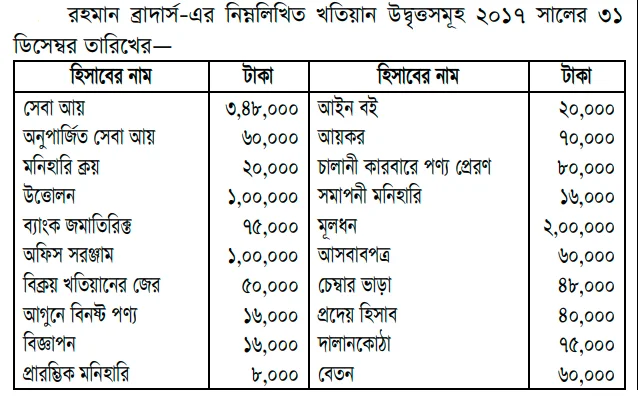 রহমান ব্রাদার্স-এর নিম্নলিখিত খতিয়ান উদ্বৃত্তসমূহ ২০১৭ সালের ৩১
ডিসেম্বর তারিখের—
হিসাবের নাম টাকা হিসাবের নাম টাকা
সেবা আয় ৩,৪৮,০০০ আইন বই ২০,০০০
অনুপার্জিত সেবা আয় ৬০,০০০ আয়কর ৭০,০০০
মনিহারি ক্রয় ২০,০০০ চালানী কারবারে পণ্য প্রেরণ ৮০,০০০
উত্তোলন ১,০০,০০০ সমাপনী মনিহারি ১৬,০০০
ব্যাংক জমাতিরিক্ত ৭৫,০০০ মূলধন ২,০০,০০০
অফিস সরঞ্জাম ১,০০,০০০ আসবাবপত্র ৬০,০০০
বিক্রয় খতিয়ানের জের ৫০,০০০ চেম্বার ভাড়া ৪৮,০০০
আগুনে বিনষ্ট পণ্য ১৬,০০০ প্রদেয় হিসাব ৪০,০০০
বিজ্ঞাপন ১৬,০০০ দালানকোঠা ৭৫,০০০
প্রারম্ভিক মনিহারি ৮,০০০ বেতন ৬০,০০০